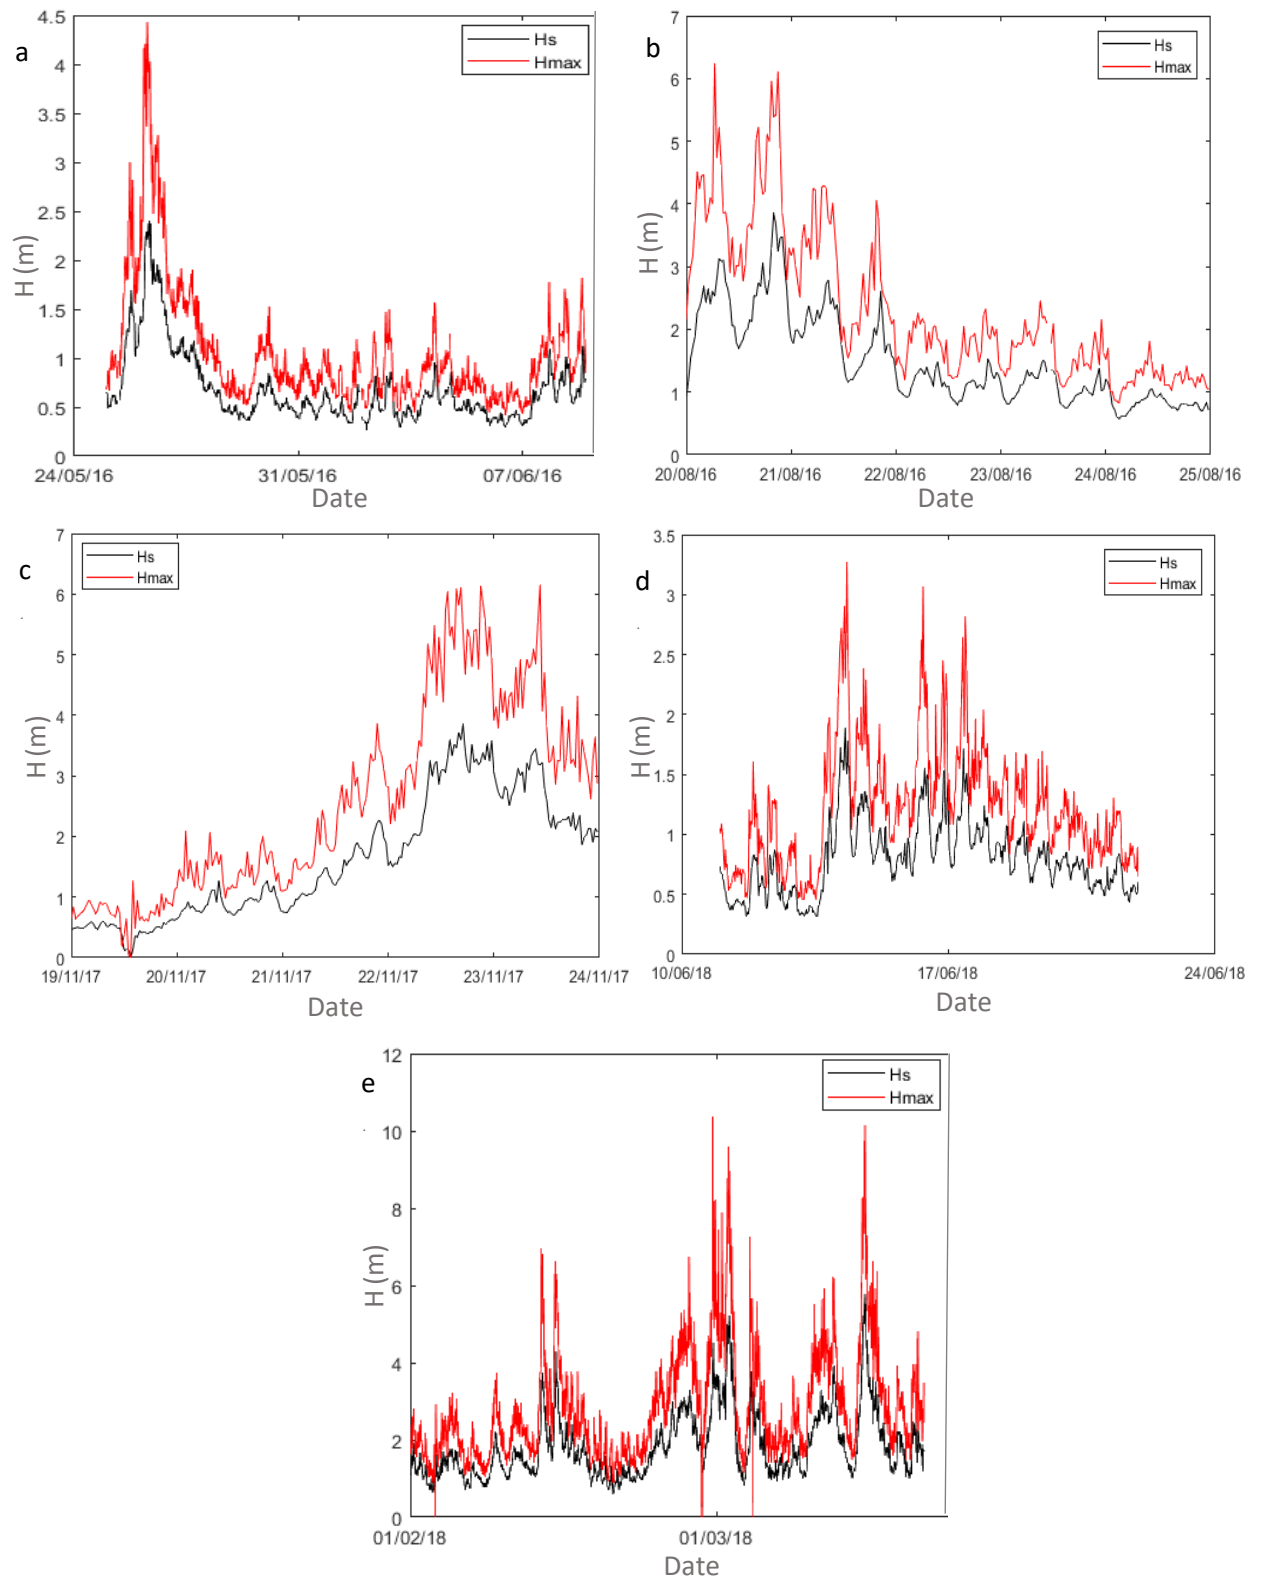 a
4.5
4
3.5
3
2.5
2
1.5
1
0.5
0
H (m)
Hs
Hmax
24/05/16 31/05/16 07/06/16
Date
b
7
6
5
4
3
2
1
0
H (m)
Hs
Hmax
20/08/16 21/08/16 22/08/16 23/08/16 24/08/16 25/08/16
Date
c
7
6
5
4
3
2
1
0
H (m)
Hs
Hmax
19/11/17 20/11/17 21/11/17 22/11/17 23/11/17 24/11/17
Date
d
3.5
3
2.5
2
1.5
1
0.5
0
H (m)
Hs
Hmax
10/06/18 17/06/18 24/06/18
Date
e
12
10
8
6
4
2
0
H (m)
Hs
Hmax
01/02/18 01/03/18
Date